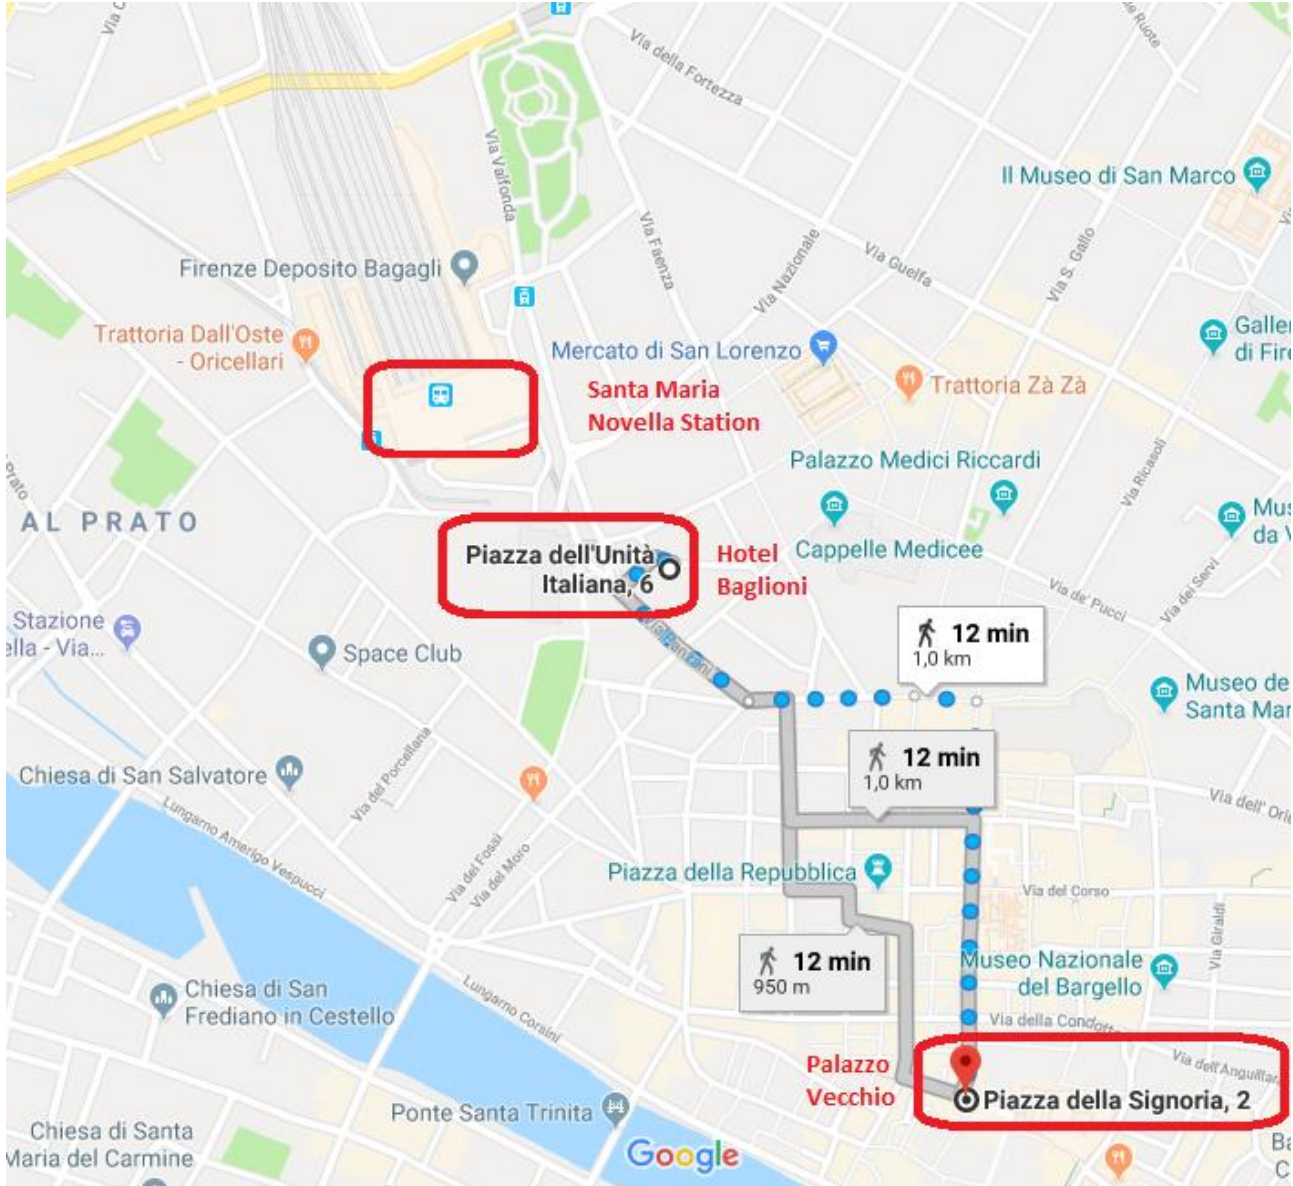 Via della Fortezza
Via Valfonda
Il Museo di San Marco
Via Faenza
Via Nazionale
Via Guelfa
Via S. Gallo
Firenze Deposito Bagagli
Trattoria Dall'Oste
- Oricellari
Mercato di San Lorenzo
Trattoria Zà Zà
Santa Maria
Novella Station
Palazzo Medici Riccardi
Via Ricasoli
Prato
AL PRATO
Piazza dell'Unità
Italiana, 6
Hotel
Baglioni
Cappelle Medicee
Via de' Pucci
Via dei Servi
Stazione
ella - Via...
Space Club
Via Panzani
12 min
1,0 km
Museo de
Santa Mar
12 min
1,0 km
Chiesa di San Salvatore
Via del Porcellana
Lungarno Amerigo Vespucci
Via dei Fossi
Via del Moro
Piazza della Repubblica
Via del Corso
Via Giraldi
12 min
950 m
Museo Nazionale
del Bargello
Chiesa di San
Frediano in Cestello
Lungarno Corsini
Via della Condotta
Via dell'Anguillar
Palazzo
Vecchio
Piazza della Signoria, 2
Ponte Santa Trinita
Chiesa di Santa
Maria del Carmine
Google